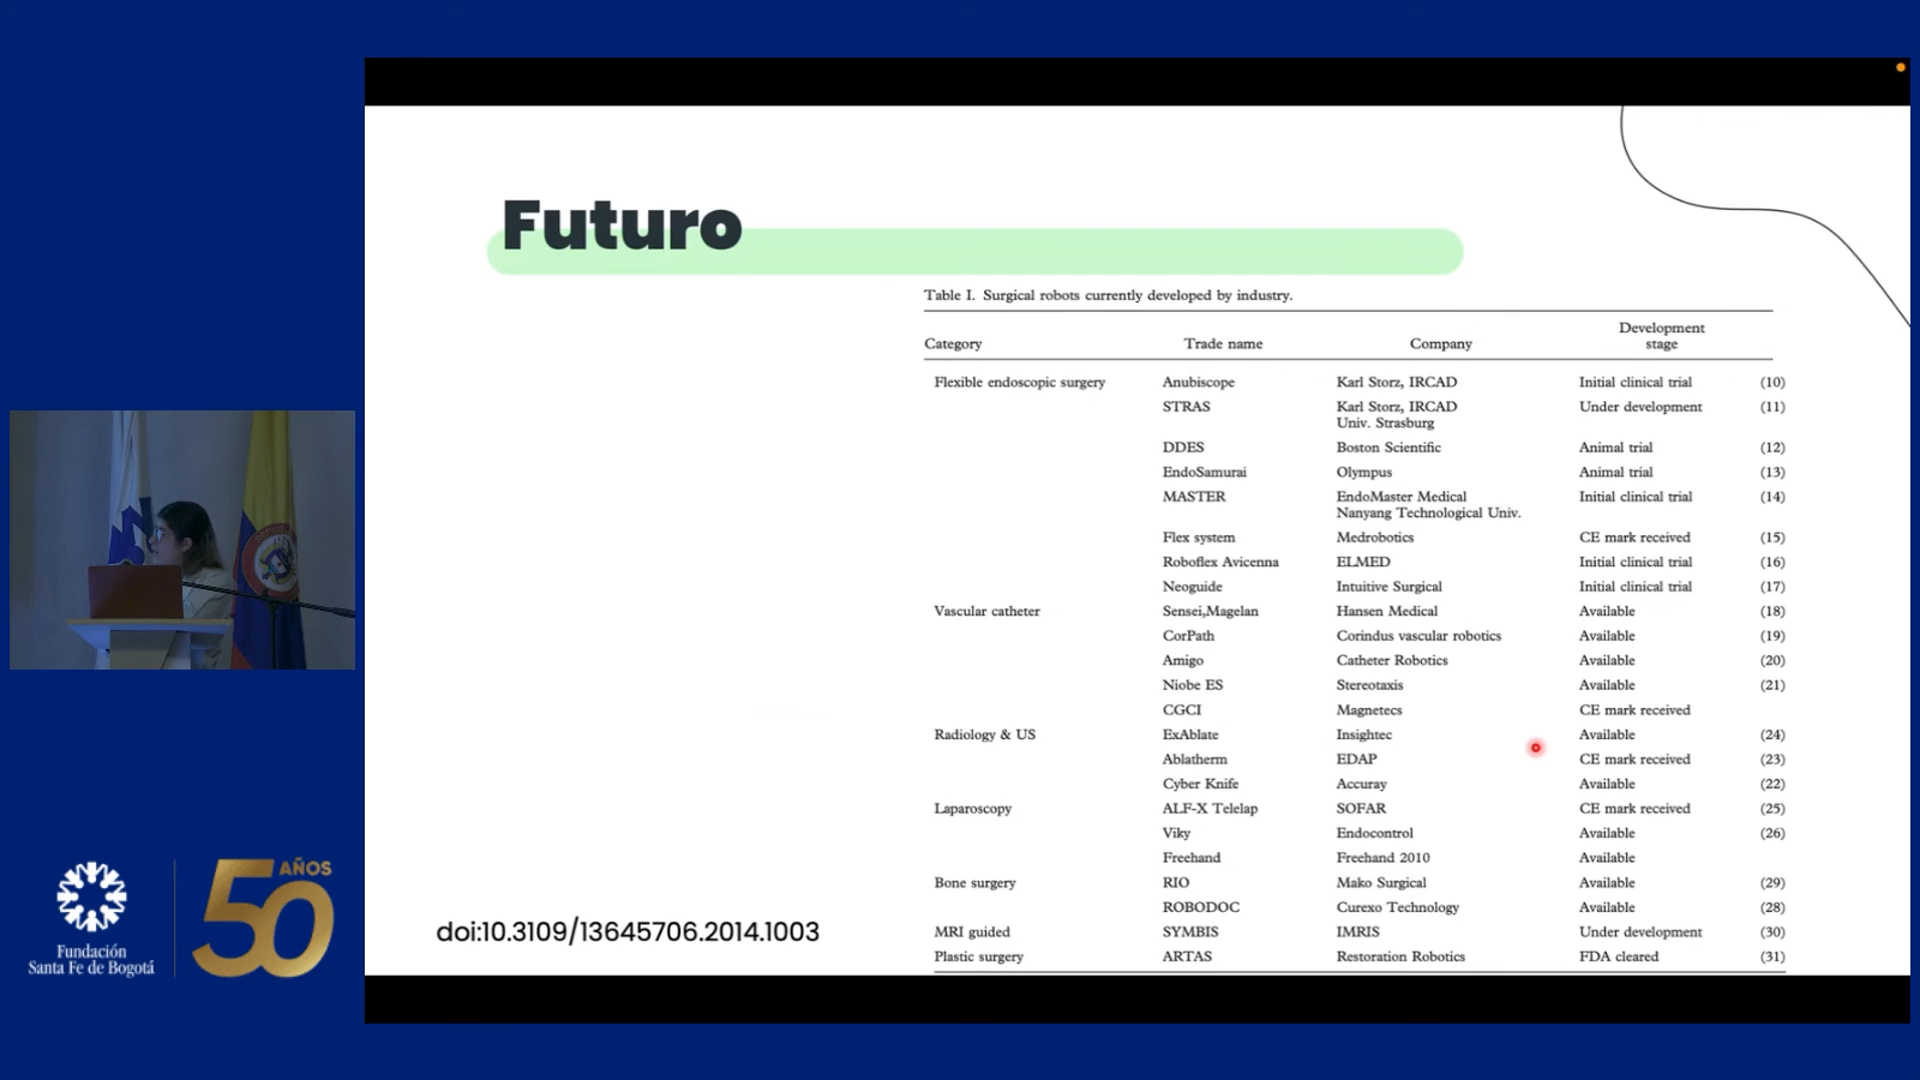 Futuro
Table I. Surgical robots currently developed by industry.
Category Trade name Company Development stage
Flexible endoscopic surgery Anubiscope Karl Storz, IRCAD Initial clinical trial (10)
STRAS Karl Storz, IRCAD Under development (11)
Univ. Strasburg
DDES Boston Scientific Animal trial (12)
EndoSamurai Olympus Animal trial (13)
MASTER EndoMaster Medical Initial clinical trial (14)
Nanyang Technological Univ.
Flex system Medrobotics CE mark received (15)
Roboflex Avicenna ELMED Initial clinical trial (16)
Neoguide Intuitive Surgical Initial clinical trial (17)
Vascular catheter Sensei,Magelan Hansen Medical Available (18)
CorPath Corindus vascular robotics Available (19)
Amigo Catheter Robotics Available (20)
Niobe ES Stereotaxis Available (21)
CGCI Magnetecs CE mark received
Radiology & US ExAblate Insightec Available (24)
Ablatherm EDAP CE mark received (23)
Cyber Knife Accuray Available (22)
Laparoscopy ALF-X Telelap SOFAR CE mark received (25)
Viky Endocontrol Available (26)
Freehand Freehand 2010 Available
Bone surgery RIO Mako Surgical Available (29)
ROBODOC Curexo Technology Available (28)
MRI guided SYMBIS IMRIS Under development (30)
Plastic surgery ARTAS Restoration Robotics FDA cleared (31)
doi:10.3109/13645706.2014.1003
Fundación
Santa Fe de Bogotá
50 AÑOS